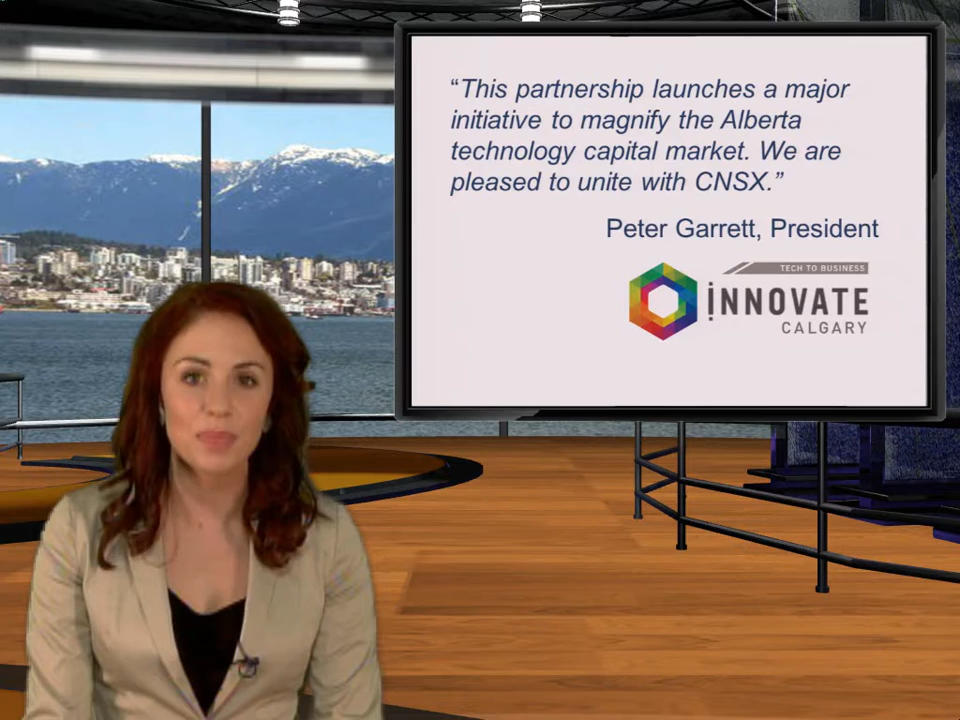 “This partnership launches a major
initiative to magnify the Alberta
technology capital market. We are
pleased to unite with CNSX.”
Peter Garrett, President
TECH TO BUSINESS
INNOVATE
CALGARY